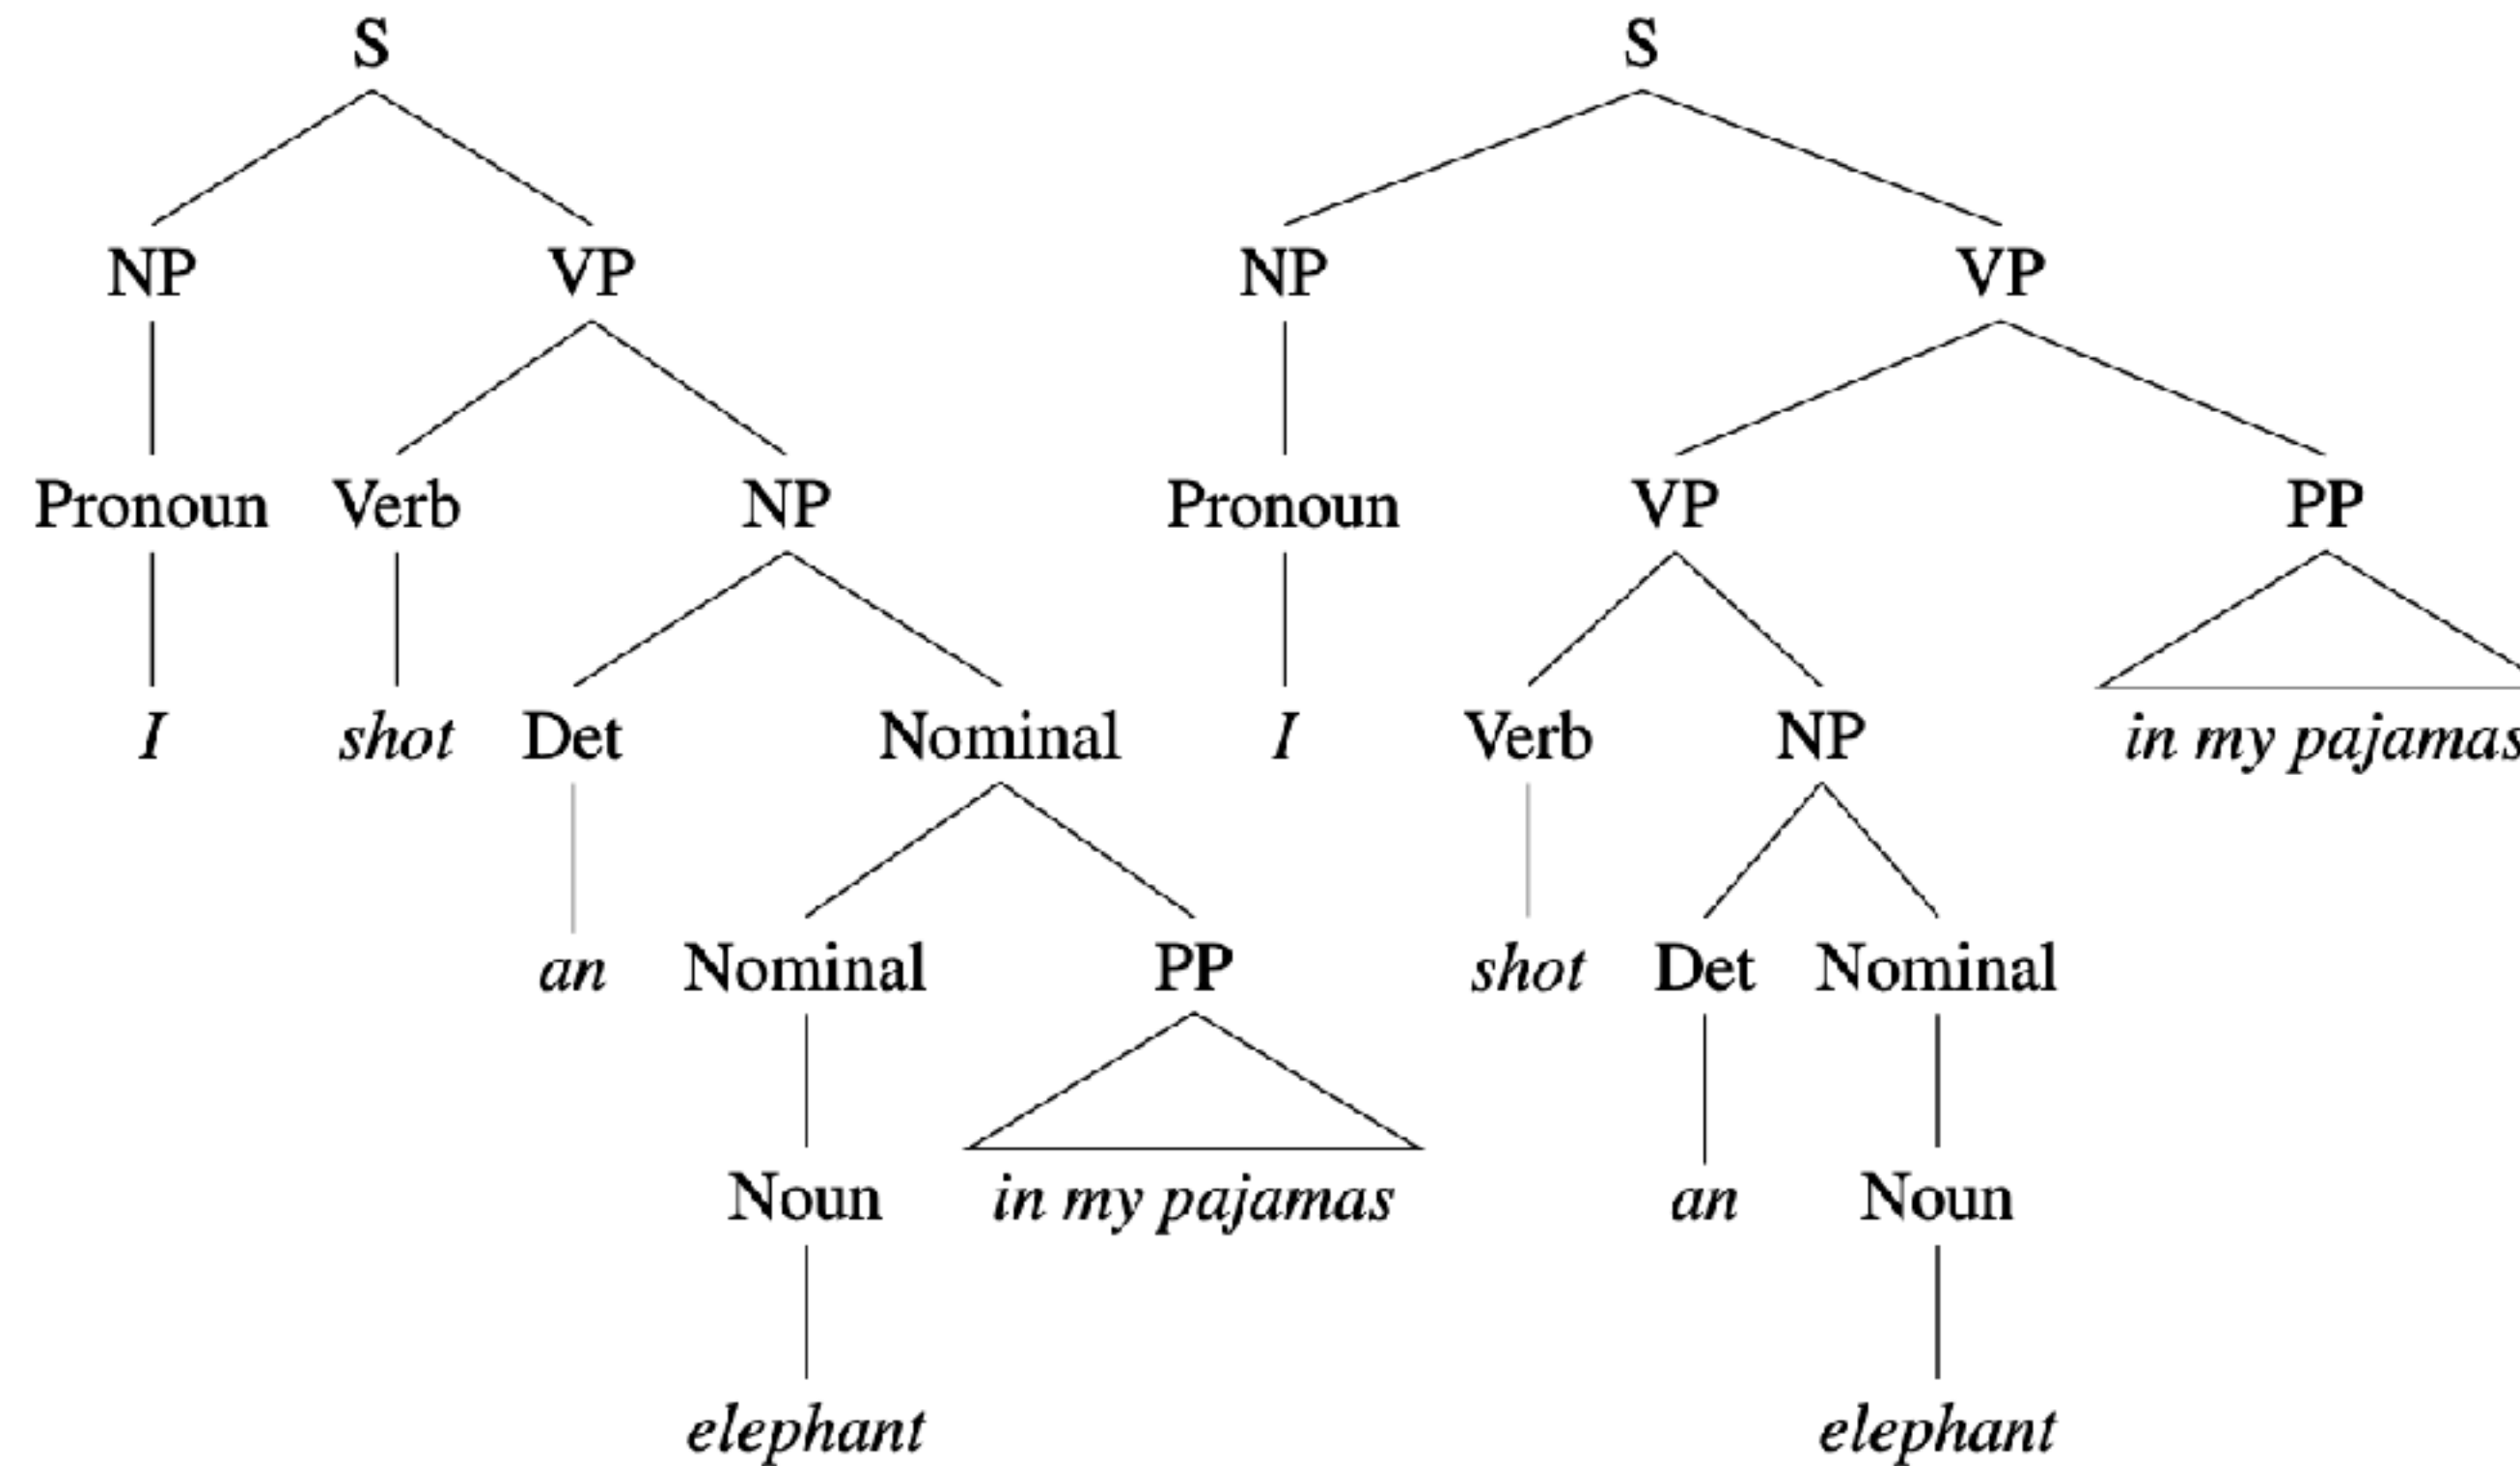 S S
NP VP NP VP
Pronoun Verb NP Pronoun VP PP
I shot Det Nominal I Verb NP in my pajamas
an Nominal PP shot Det Nominal
Noun in my pajamas an Noun
elephant elephant